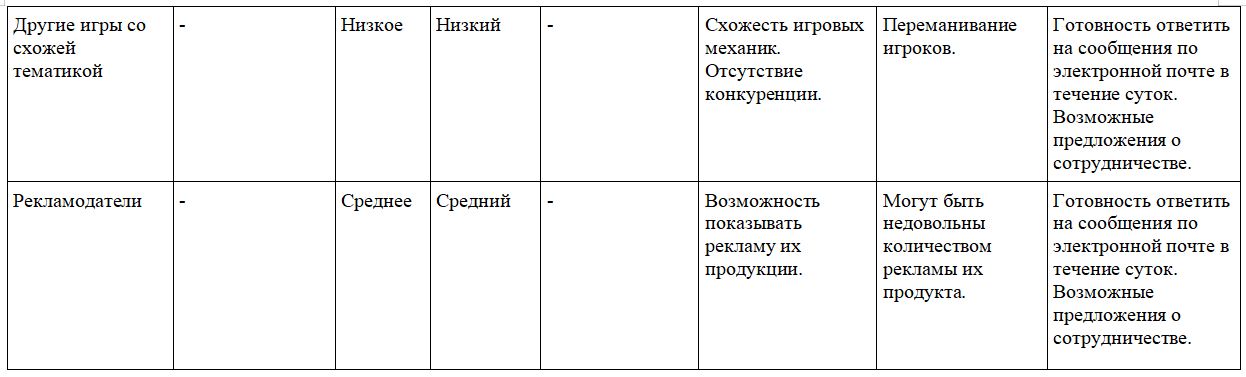 Другие игры со
схожей
тематикой
-
Низкое
Низкий
-
Схожесть игровых
механик.
Отсутствие
конкуренции.
Переманивание
игроков.
Готовность ответить
на сообщения по
электронной почте в
течение суток.
Возможные
предложения о
сотрудничестве.
Рекламодатели
-
Среднее
Средний
-
Возможность
показывать
рекламу их
продукции.
Могут быть
недовольны
количеством
рекламы их
продукта.
Готовность ответить
на сообщения по
электронной почте в
течение суток.
Возможные
предложения о
сотрудничестве.